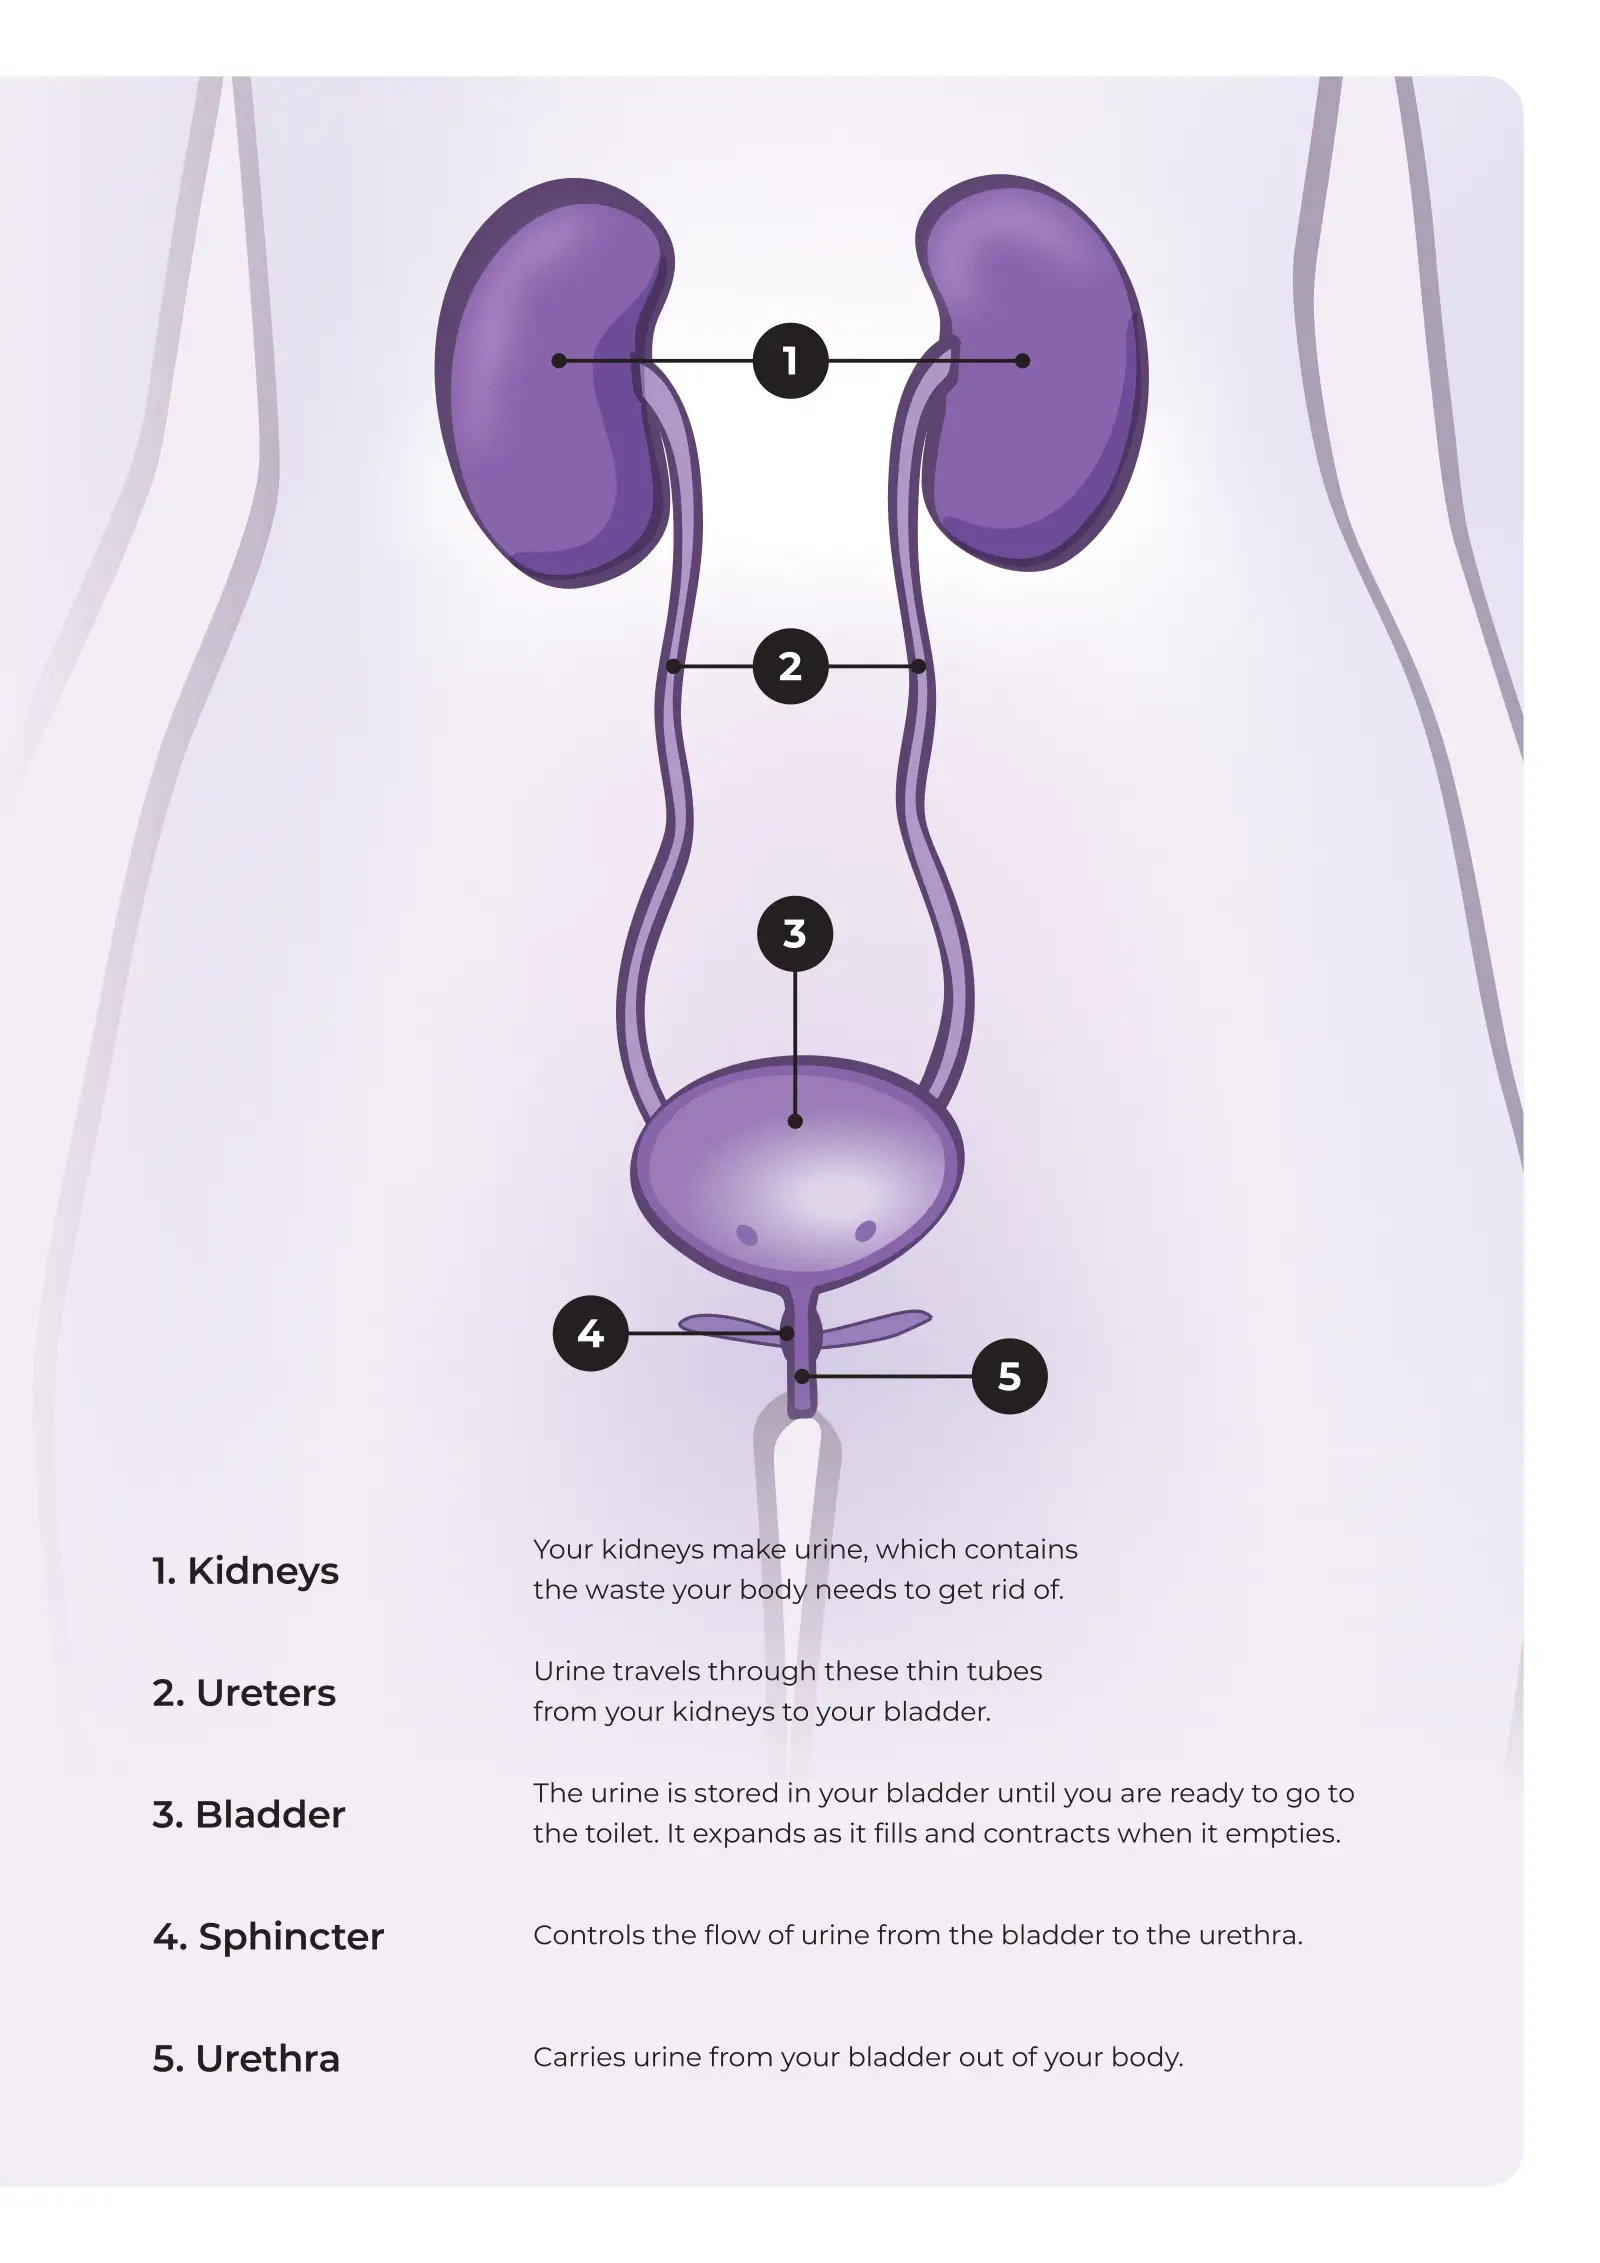 1
2
3
4
5
1. Kidneys
Your kidneys make urine, which contains
the waste your body needs to get rid of.
2. Ureters
Urine travels through these thin tubes
from your kidneys to your bladder.
3. Bladder
The urine is stored in your bladder until you are ready to go to
the toilet. It expands as it fills and contracts when it empties.
4. Sphincter
Controls the flow of urine from the bladder to the urethra.
5. Urethra
Carries urine from your bladder out of your body.